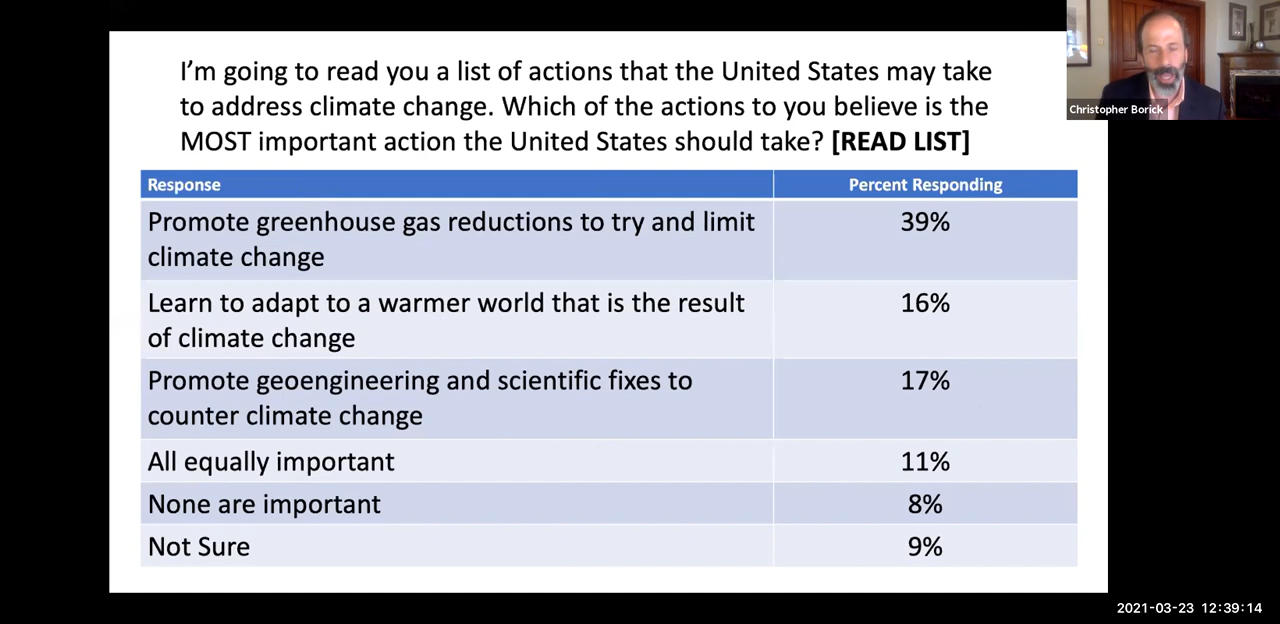 I'm going to read you a list of actions that the United States may take
to address climate change. Which of the actions to you believe is the
MOST important action the United States should take? [READ LIST]
Christopher Borick
Response Percent Responding
Promote greenhouse gas reductions to try and limit 39%
climate change
Learn to adapt to a warmer world that is the result 16%
of climate change
Promote geoengineering and scientific fixes to 17%
counter climate change
All equally important 11%
None are important 8%
Not Sure 9%
2021-03-23 12:39:14